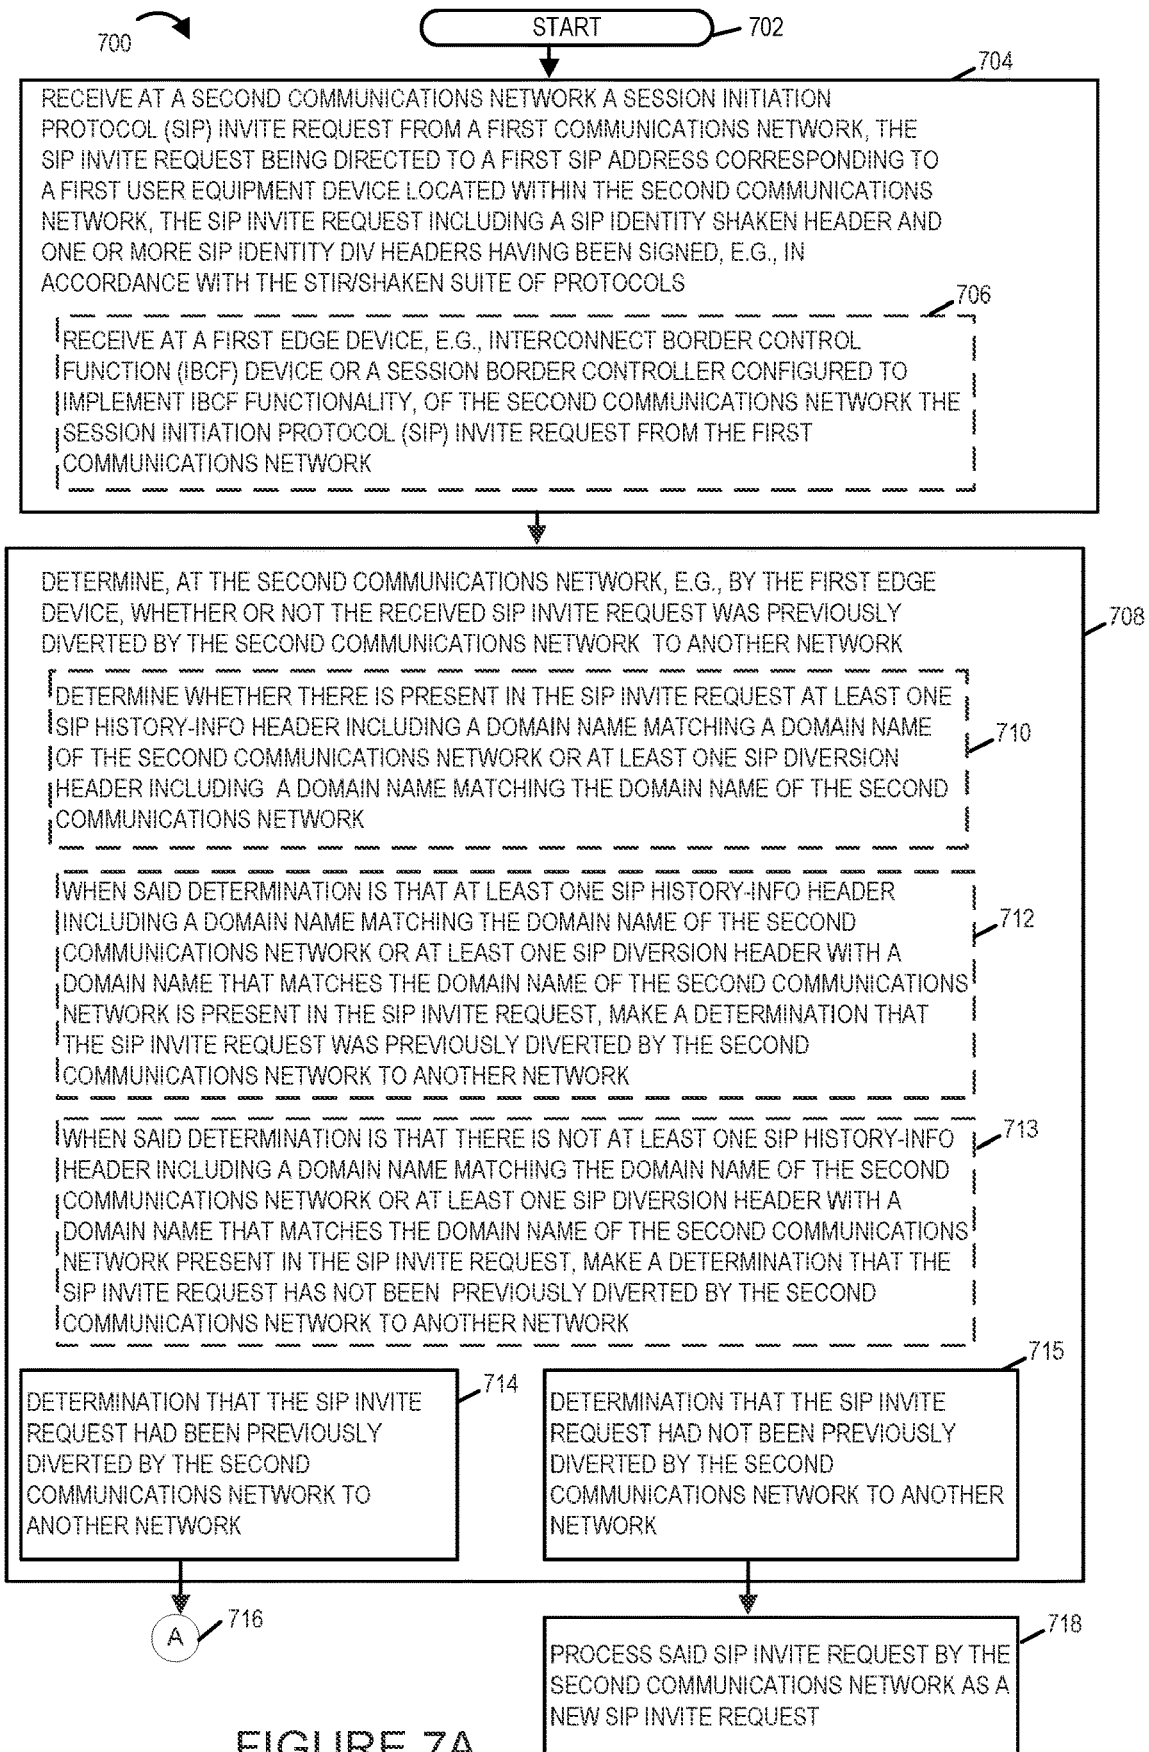 700
START
702
704
RECEIVE AT A SECOND COMMUNICATIONS NETWORK A SESSION INITIATION
PROTOCOL (SIP) INVITE REQUEST FROM A FIRST COMMUNICATIONS NETWORK, THE
SIP INVITE REQUEST BEING DIRECTED TO A FIRST SIP ADDRESS CORRESPONDING TO
A FIRST USER EQUIPMENT DEVICE LOCATED WITHIN THE SECOND COMMUNICATIONS
NETWORK, THE SIP INVITE REQUEST INCLUDING A SIP IDENTITY SHAKEN HEADER AND
ONE OR MORE SIP IDENTITY DIV HEADERS HAVING BEEN SIGNED, E.G., IN
ACCORDANCE WITH THE STIR/SHAKEN SUITE OF PROTOCOLS
706
RECEIVE AT A FIRST EDGE DEVICE, E.G., INTERCONNECT BORDER CONTROL
FUNCTION (IBCF) DEVICE OR A SESSION BORDER CONTROLLER CONFIGURED TO
IMPLEMENT IBCF FUNCTIONALITY, OF THE SECOND COMMUNICATIONS NETWORK THE
SESSION INITIATION PROTOCOL (SIP) INVITE REQUEST FROM THE FIRST
COMMUNICATIONS NETWORK
DETERMINE, AT THE SECOND COMMUNICATIONS NETWORK, E.G., BY THE FIRST EDGE
DEVICE, WHETHER OR NOT THE RECEIVED SIP INVITE REQUEST WAS PREVIOUSLY
DIVERTED BY THE SECOND COMMUNICATIONS NETWORK TO ANOTHER NETWORK
708
DETERMINE WHETHER THERE IS PRESENT IN THE SIP INVITE REQUEST AT LEAST ONE
SIP HISTORY-INFO HEADER INCLUDING A DOMAIN NAME MATCHING A DOMAIN NAME
OF THE SECOND COMMUNICATIONS NETWORK OR AT LEAST ONE SIP DIVERSION
HEADER INCLUDING A DOMAIN NAME MATCHING THE DOMAIN NAME OF THE SECOND
COMMUNICATIONS NETWORK
710
WHEN SAID DETERMINATION IS THAT AT LEAST ONE SIP HISTORY-INFO HEADER
INCLUDING A DOMAIN NAME MATCHING THE DOMAIN NAME OF THE SECOND
COMMUNICATIONS NETWORK OR AT LEAST ONE SIP DIVERSION HEADER WITH A
DOMAIN NAME THAT MATCHES THE DOMAIN NAME OF THE SECOND COMMUNICATIONS
NETWORK IS PRESENT IN THE SIP INVITE REQUEST, MAKE A DETERMINATION THAT
THE SIP INVITE REQUEST WAS PREVIOUSLY DIVERTED BY THE SECOND
COMMUNICATIONS NETWORK TO ANOTHER NETWORK
712
WHEN SAID DETERMINATION IS THAT THERE IS NOT AT LEAST ONE SIP HISTORY-INFO
HEADER INCLUDING A DOMAIN NAME MATCHING THE DOMAIN NAME OF THE SECOND
COMMUNICATIONS NETWORK OR AT LEAST ONE SIP DIVERSION HEADER WITH A
DOMAIN NAME THAT MATCHES THE DOMAIN NAME OF THE SECOND COMMUNICATIONS
NETWORK PRESENT IN THE SIP INVITE REQUEST, MAKE A DETERMINATION THAT THE
SIP INVITE REQUEST HAS NOT BEEN PREVIOUSLY DIVERTED BY THE SECOND
COMMUNICATIONS NETWORK TO ANOTHER NETWORK
713
DETERMINATION THAT THE SIP INVITE
REQUEST HAD BEEN PREVIOUSLY
DIVERTED BY THE SECOND
COMMUNICATIONS NETWORK TO
ANOTHER NETWORK
714
DETERMINATION THAT THE SIP INVITE
REQUEST HAD NOT BEEN PREVIOUSLY
DIVERTED BY THE SECOND
COMMUNICATIONS NETWORK TO ANOTHER
NETWORK
715
A
716
PROCESS SAID SIP INVITE REQUEST BY THE
SECOND COMMUNICATIONS NETWORK AS A
NEW SIP INVITE REQUEST
718
FIGURE 7A